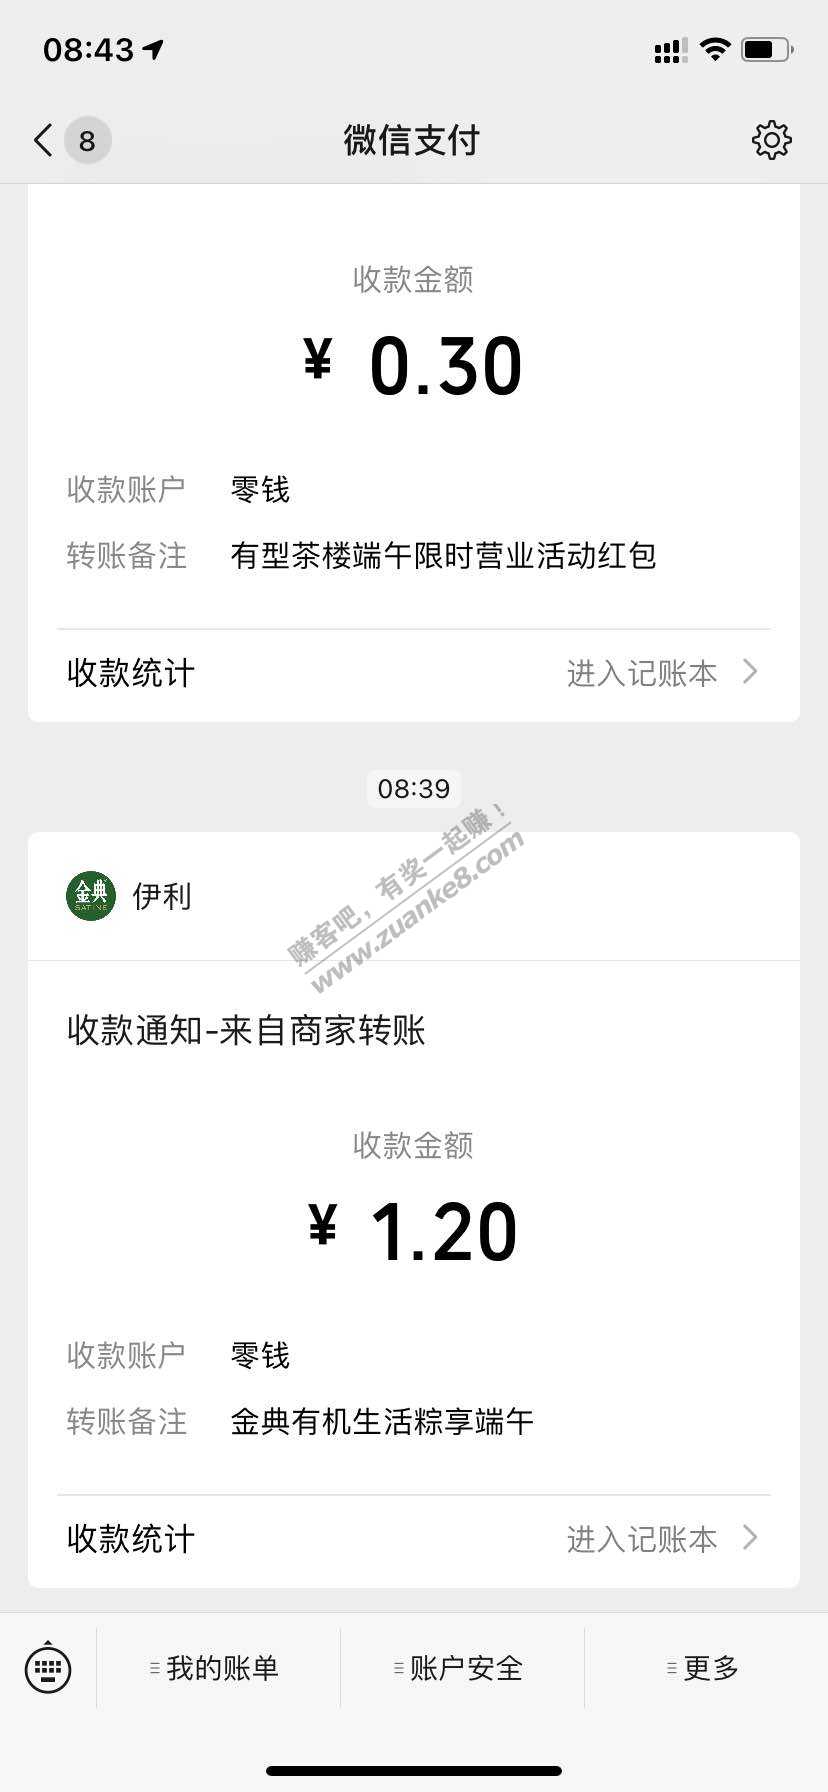 08:43
8
微信支付
收款金额
¥ 0.30
收款账户 零钱
转账备注 有型茶楼端午限时营业活动红包
收款统计 进入记账本
08:39
赚客吧，有奖一起赚！
www.zuanke8.com
金典
SATINE
伊利
收款通知-来自商家转账
收款金额
¥ 1.20
收款账户 零钱
转账备注 金典有机生活粽享端午
收款统计 进入记账本
我的账单 账户安全 更多